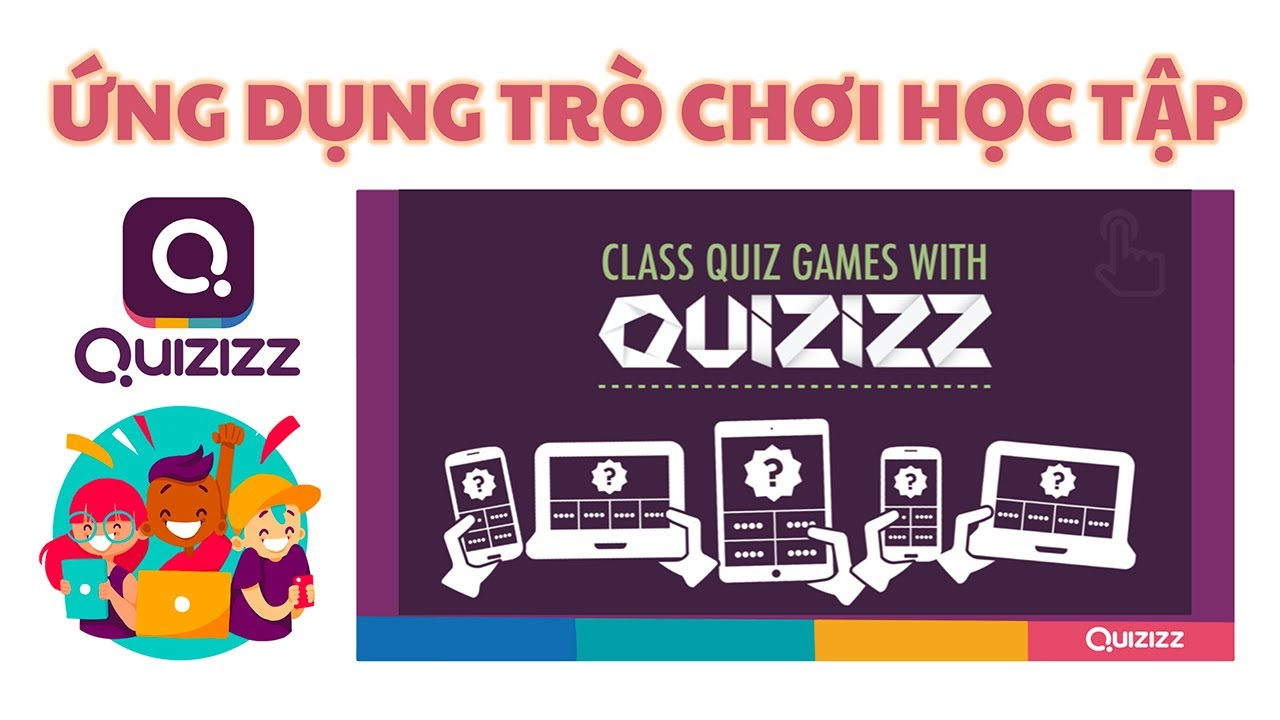 ỨNG DỤNG TRÒ CHƠI HỌC TẬP
QUIZIZZ
CLASS QUIZ GAMES WITH
QUIZIZZ
QUIZIZZ